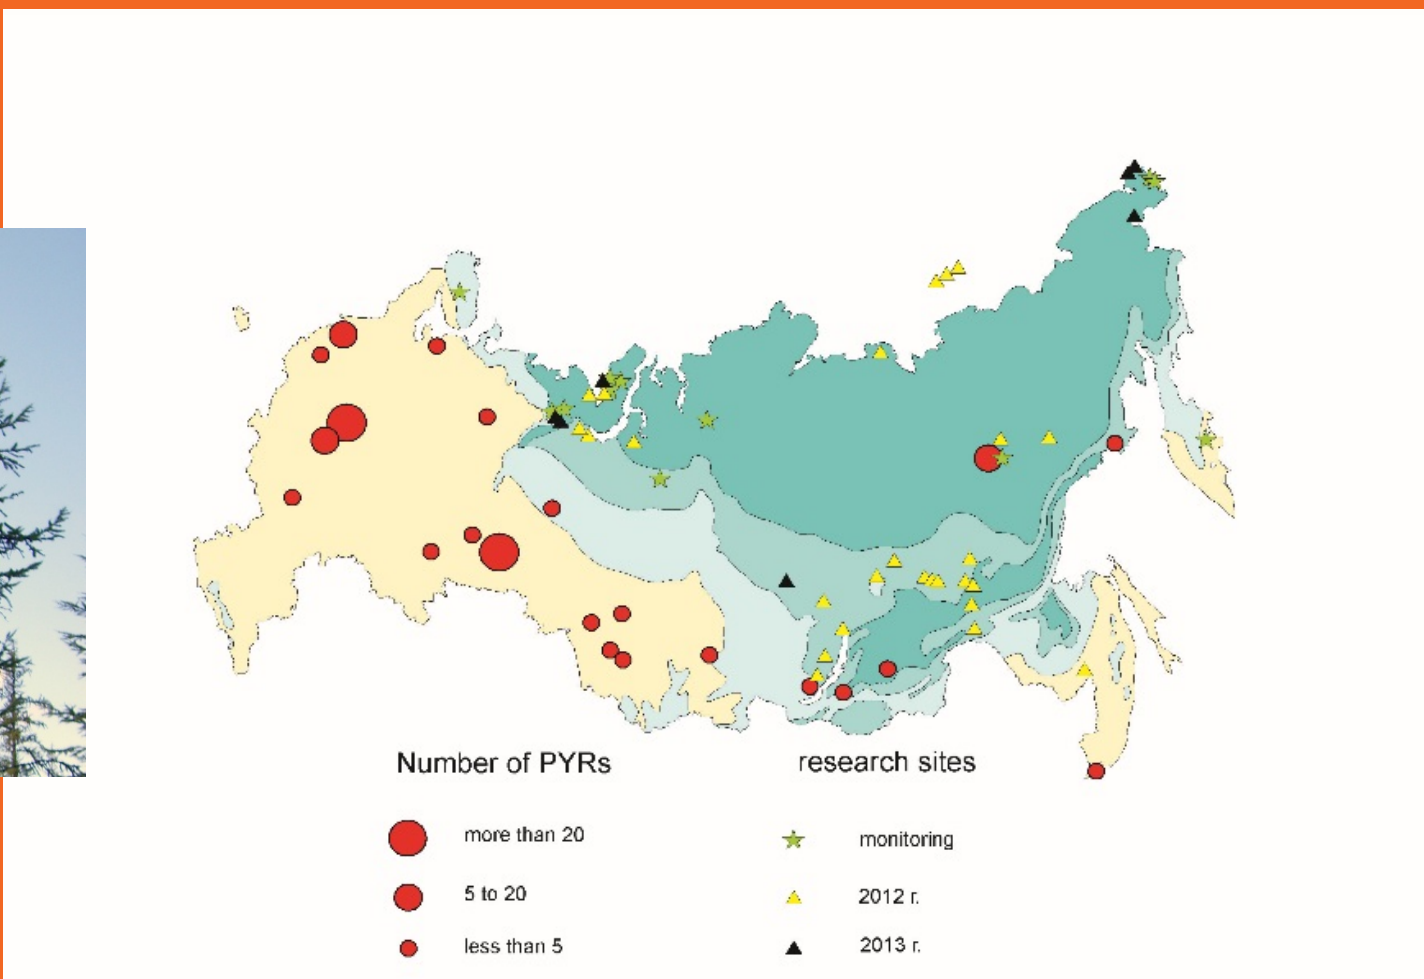 Number of PYRs
more than 20
5 to 20
less than 5
research sites
monitoring
2012 r.
2013 r.